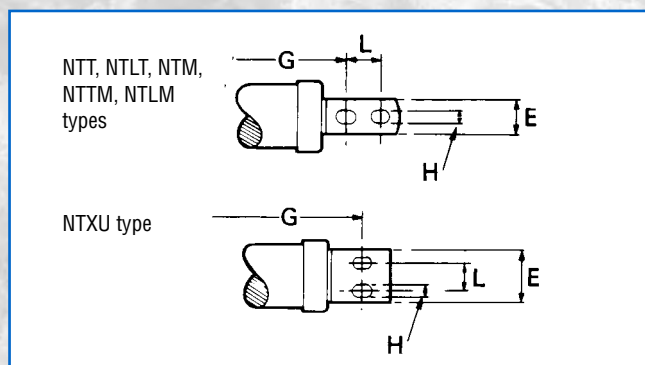 NTT, NTLT, NTM,
NTTM, NTLM
types
G
L
E
H
NTXU type
G
L
E
H